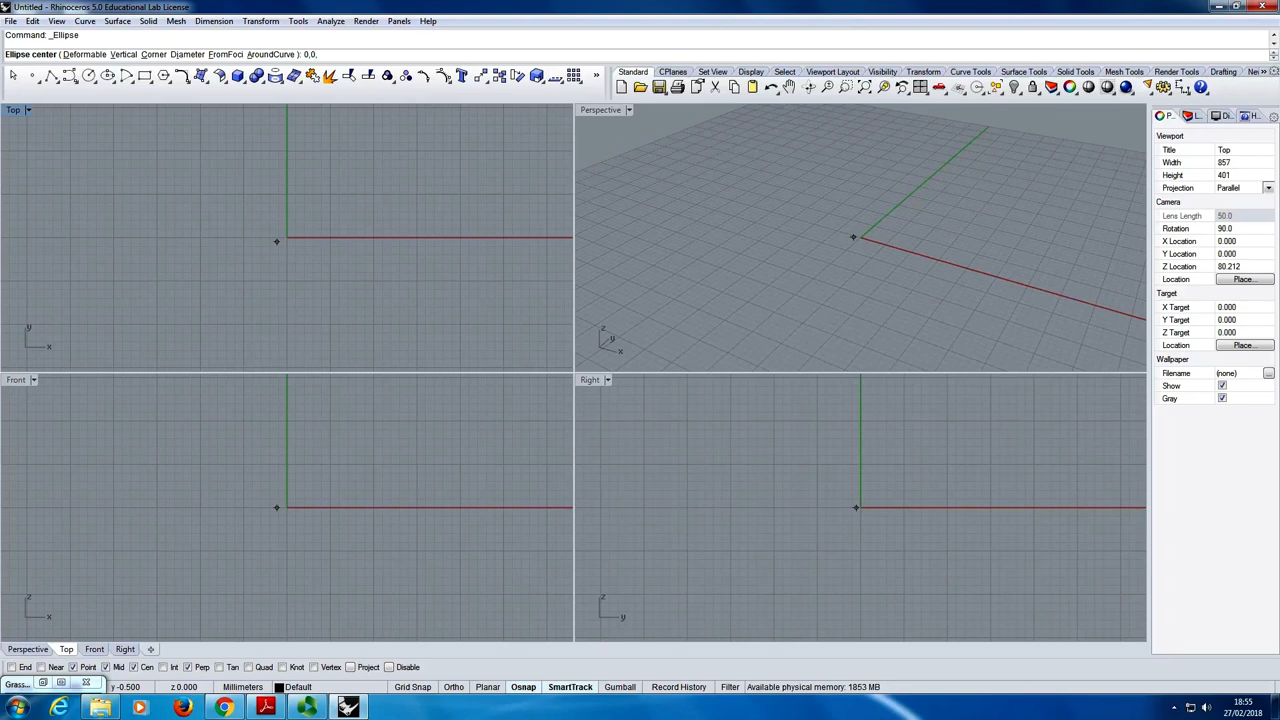 Untitled - Rhinoceros 5.0 Educational Lab License
File Edit View Curve Surface Solid Mesh Dimension Transform Tools Analyze Render Panels Help
Command: _Ellipse
Ellipse center ( Deformable Vertical Corner Diameter FromFoci AroundCurve ): 0,0,
Standard CPlanes Set View Display Select Viewport Layout Visibility Transform Curve Tools Surface Tools Solid Tools Mesh Tools Render Tools Drafting
Top
Perspective
P...
L...
Di...
H...
Viewport
Title Top
Width 857
Height 401
Projection Parallel
Camera
Lens Length 50.0
Rotation 90.0
X Location 0.000
Y Location 0.000
Z Location 80.212
Location Place...
Target
X Target 0.000
Y Target 0.000
Z Target 0.000
Location Place...
Wallpaper
Filename (none) ...
Show
Gray
y
x
z
y
x
Front
Right
z
x
z
y
Perspective Top Front Right
End Near Point Mid Cen Int Perp Tan Quad Knot Vertex Project Disable
Grass...
y -0.500 z 0.000 Millimeters Default Grid Snap Ortho Planar Osnap SmartTrack Gumball Record History Filter Available physical memory: 1853 MB
18:55
27/02/2018